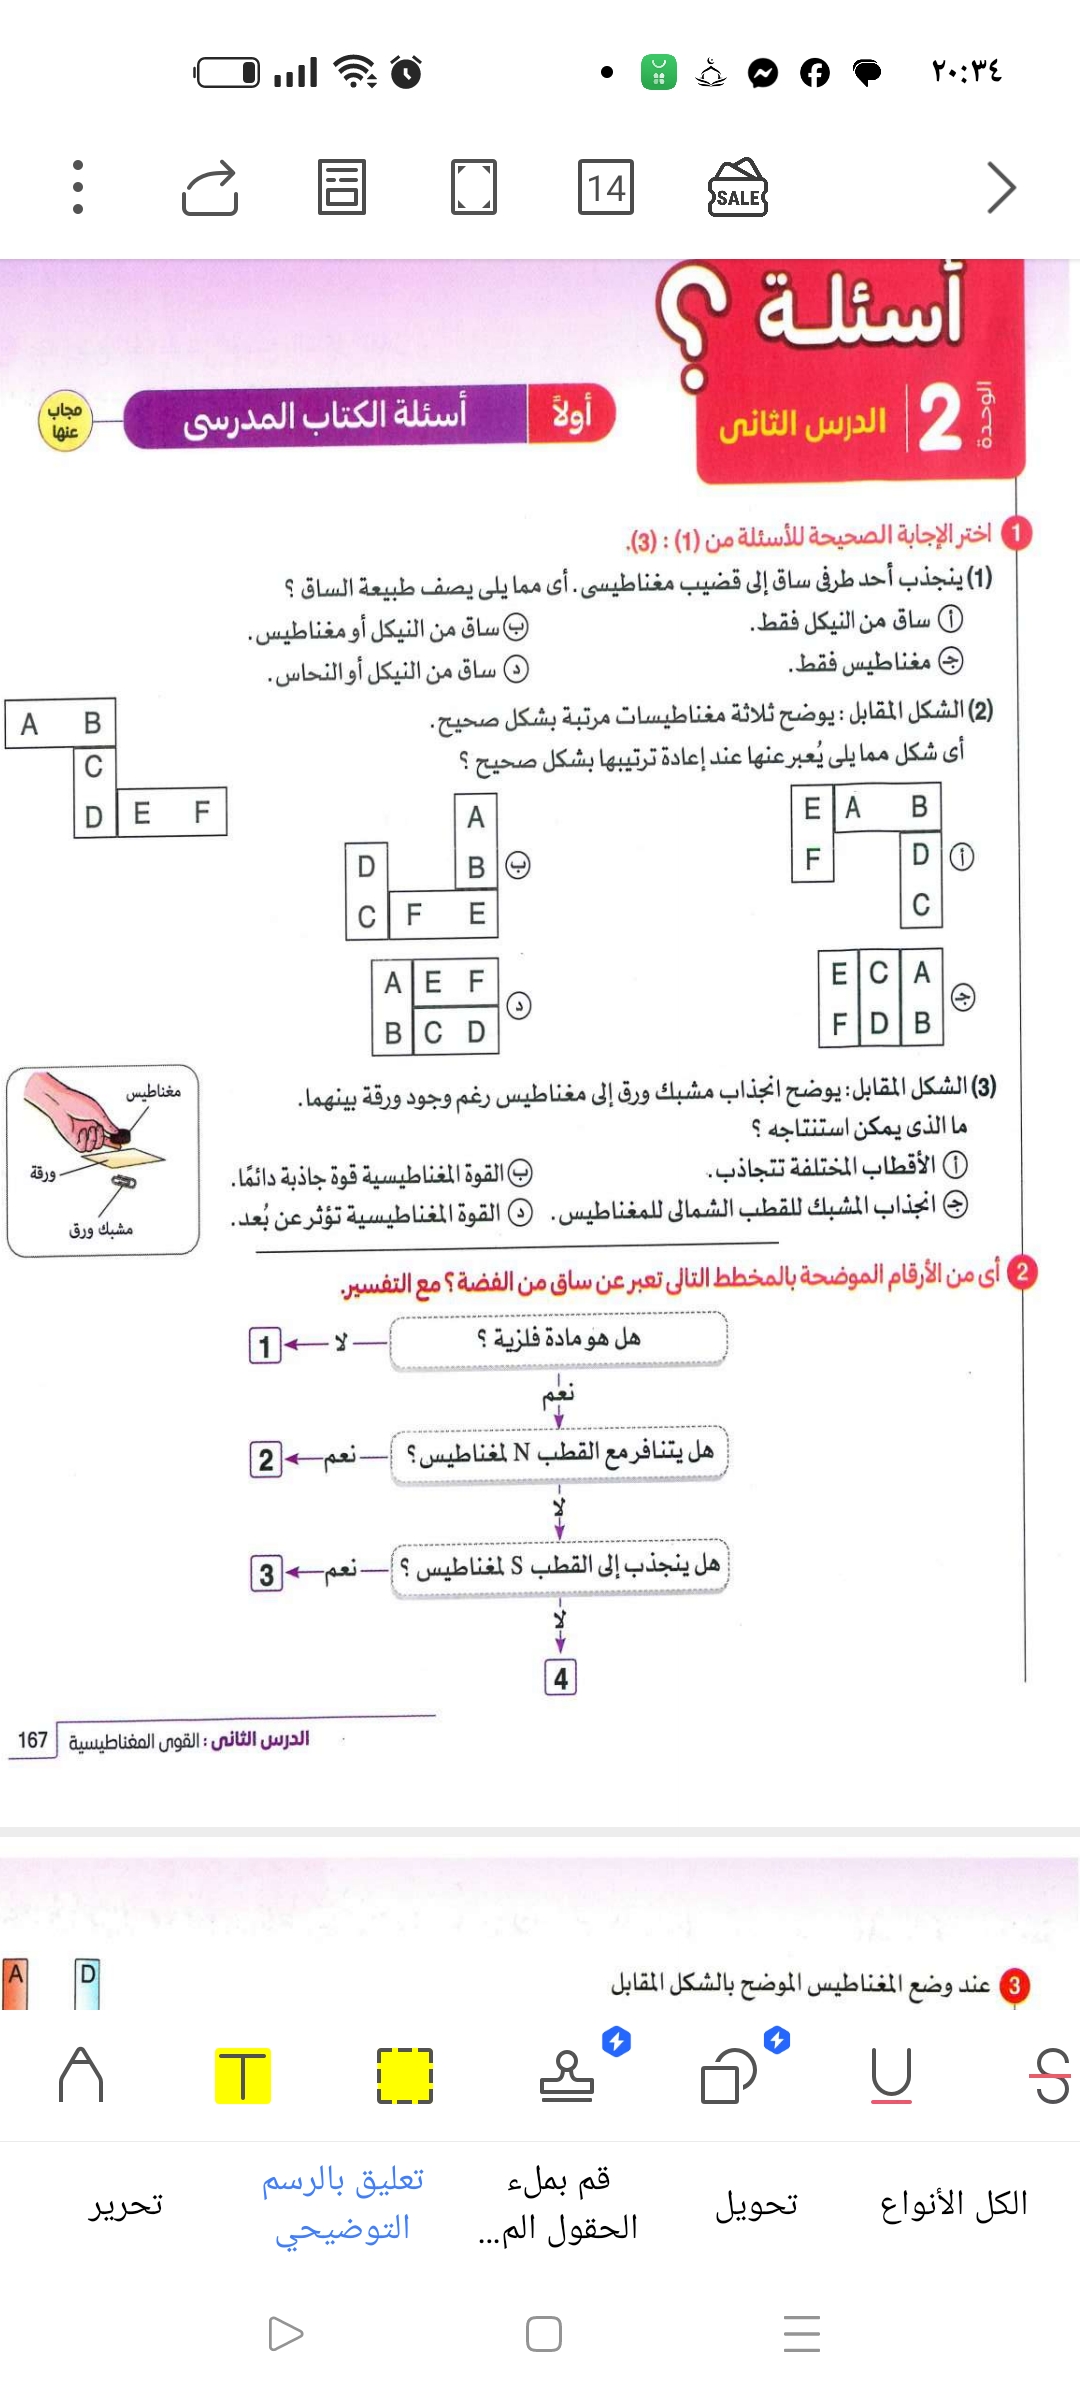 ٢٠:٣٤
14
SALE
أسئلة ؟
الوحدة 2
الدرس الثانى
أولاً أسئلة الكتاب المدرسى
مجاب عنها
1 اختر الإجابة الصحيحة للأسئلة من (1) : (3).
(1) ينجذب أحد طرفى ساق إلى قضيب مغناطيسى. أى مما يلى يصف طبيعة الساق ؟
أ ساق من النيكل فقط.
ب ساق من النيكل أو مغناطيس.
ج مغناطيس فقط.
د ساق من النيكل أو النحاس.
(2) الشكل المقابل : يوضح ثلاثة مغناطيسات مرتبة بشكل صحيح.
أى شكل مما يلى يُعبر عنها عند إعادة ترتيبها بشكل صحيح ؟
A B
C
D E F
أ
E A B
F D
C
ب
A
D B
C F E
ج
E C A
F D B
د
A E F
B C D
(3) الشكل المقابل : يوضح انجذاب مشبك ورق إلى مغناطيس رغم وجود ورقة بينهما.
ما الذى يمكن استنتاجه ؟
أ الأقطاب المختلفة تتجاذب.
ب القوة المغناطيسية قوة جاذبة دائمًا.
ج انجذاب المشبك للقطب الشمالى للمغناطيس.
د القوة المغناطيسية تؤثر عن بُعد.
مغناطيس
ورقة
مشبك ورق
2 أى من الأرقام الموضحة بالمخطط التالى تعبر عن ساق من الفضة ؟ مع التفسير.
هل هو مادة فلزية ؟
لا
1
نعم
هل يتنافر مع القطب N لمغناطيس ؟
نعم
2
لا
هل ينجذب إلى القطب S لمغناطيس ؟
نعم
3
لا
4
الدرس الثانى : القوى المغناطيسية 167
3 عند وضع المغناطيس الموضح بالشكل المقابل
A D
T
U
S
الكل الأنواع
تحويل
قم بملء
الحقول الم...
تعليق بالرسم
التوضيحي
تحرير